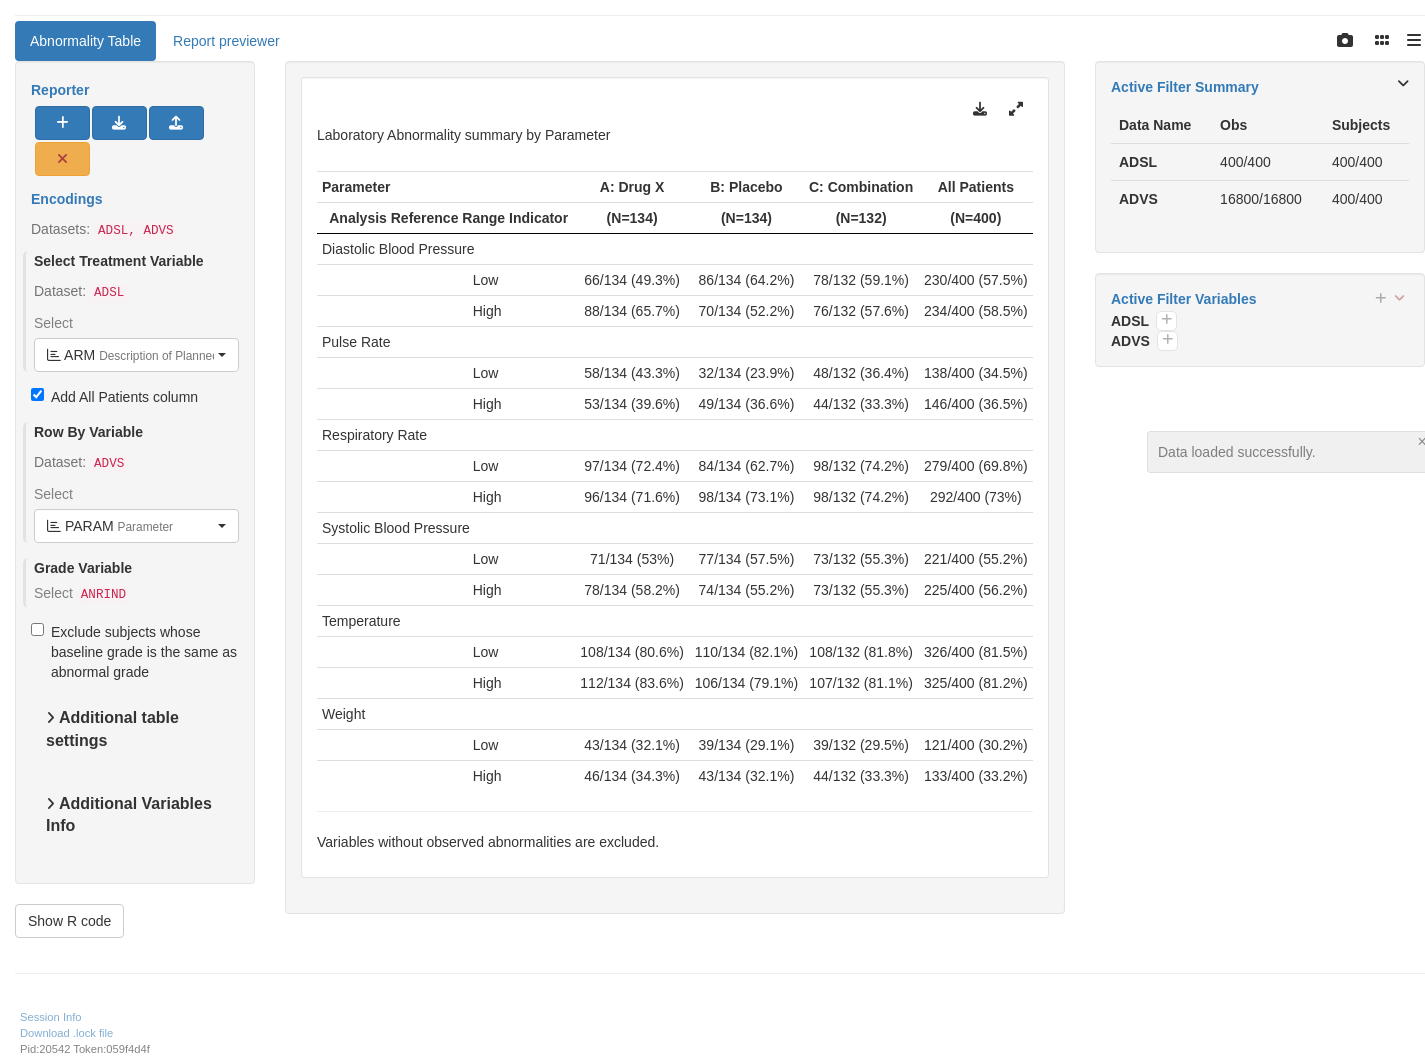 Abnormality Table
Report previewer
Reporter
Encodings
Datasets: ADSL, ADVS
Select Treatment Variable
Dataset: ADSL
Select
ARM Description of Planned
Add All Patients column
Row By Variable
Dataset: ADVS
Select
PARAM Parameter
Grade Variable
Select ANRIND
Exclude subjects whose
baseline grade is the same as
abnormal grade
Additional table
settings
Additional Variables
Info
Show R code
Laboratory Abnormality summary by Parameter
Parameter A: Drug X B: Placebo C: Combination All Patients
Analysis Reference Range Indicator (N=134) (N=134) (N=132) (N=400)
Diastolic Blood Pressure
Low 66/134 (49.3%) 86/134 (64.2%) 78/132 (59.1%) 230/400 (57.5%)
High 88/134 (65.7%) 70/134 (52.2%) 76/132 (57.6%) 234/400 (58.5%)
Pulse Rate
Low 58/134 (43.3%) 32/134 (23.9%) 48/132 (36.4%) 138/400 (34.5%)
High 53/134 (39.6%) 49/134 (36.6%) 44/132 (33.3%) 146/400 (36.5%)
Respiratory Rate
Low 97/134 (72.4%) 84/134 (62.7%) 98/132 (74.2%) 279/400 (69.8%)
High 96/134 (71.6%) 98/134 (73.1%) 98/132 (74.2%) 292/400 (73%)
Systolic Blood Pressure
Low 71/134 (53%) 77/134 (57.5%) 73/132 (55.3%) 221/400 (55.2%)
High 78/134 (58.2%) 74/134 (55.2%) 73/132 (55.3%) 225/400 (56.2%)
Temperature
Low 108/134 (80.6%) 110/134 (82.1%) 108/132 (81.8%) 326/400 (81.5%)
High 112/134 (83.6%) 106/134 (79.1%) 107/132 (81.1%) 325/400 (81.2%)
Weight
Low 43/134 (32.1%) 39/134 (29.1%) 39/132 (29.5%) 121/400 (30.2%)
High 46/134 (34.3%) 43/134 (32.1%) 44/132 (33.3%) 133/400 (33.2%)
Variables without observed abnormalities are excluded.
Active Filter Summary
Data Name Obs Subjects
ADSL 400/400 400/400
ADVS 16800/16800 400/400
Active Filter Variables
ADSL
ADVS
Data loaded successfully.
Session Info
Download .lock file
Pid:20542 Token:059f4d4f